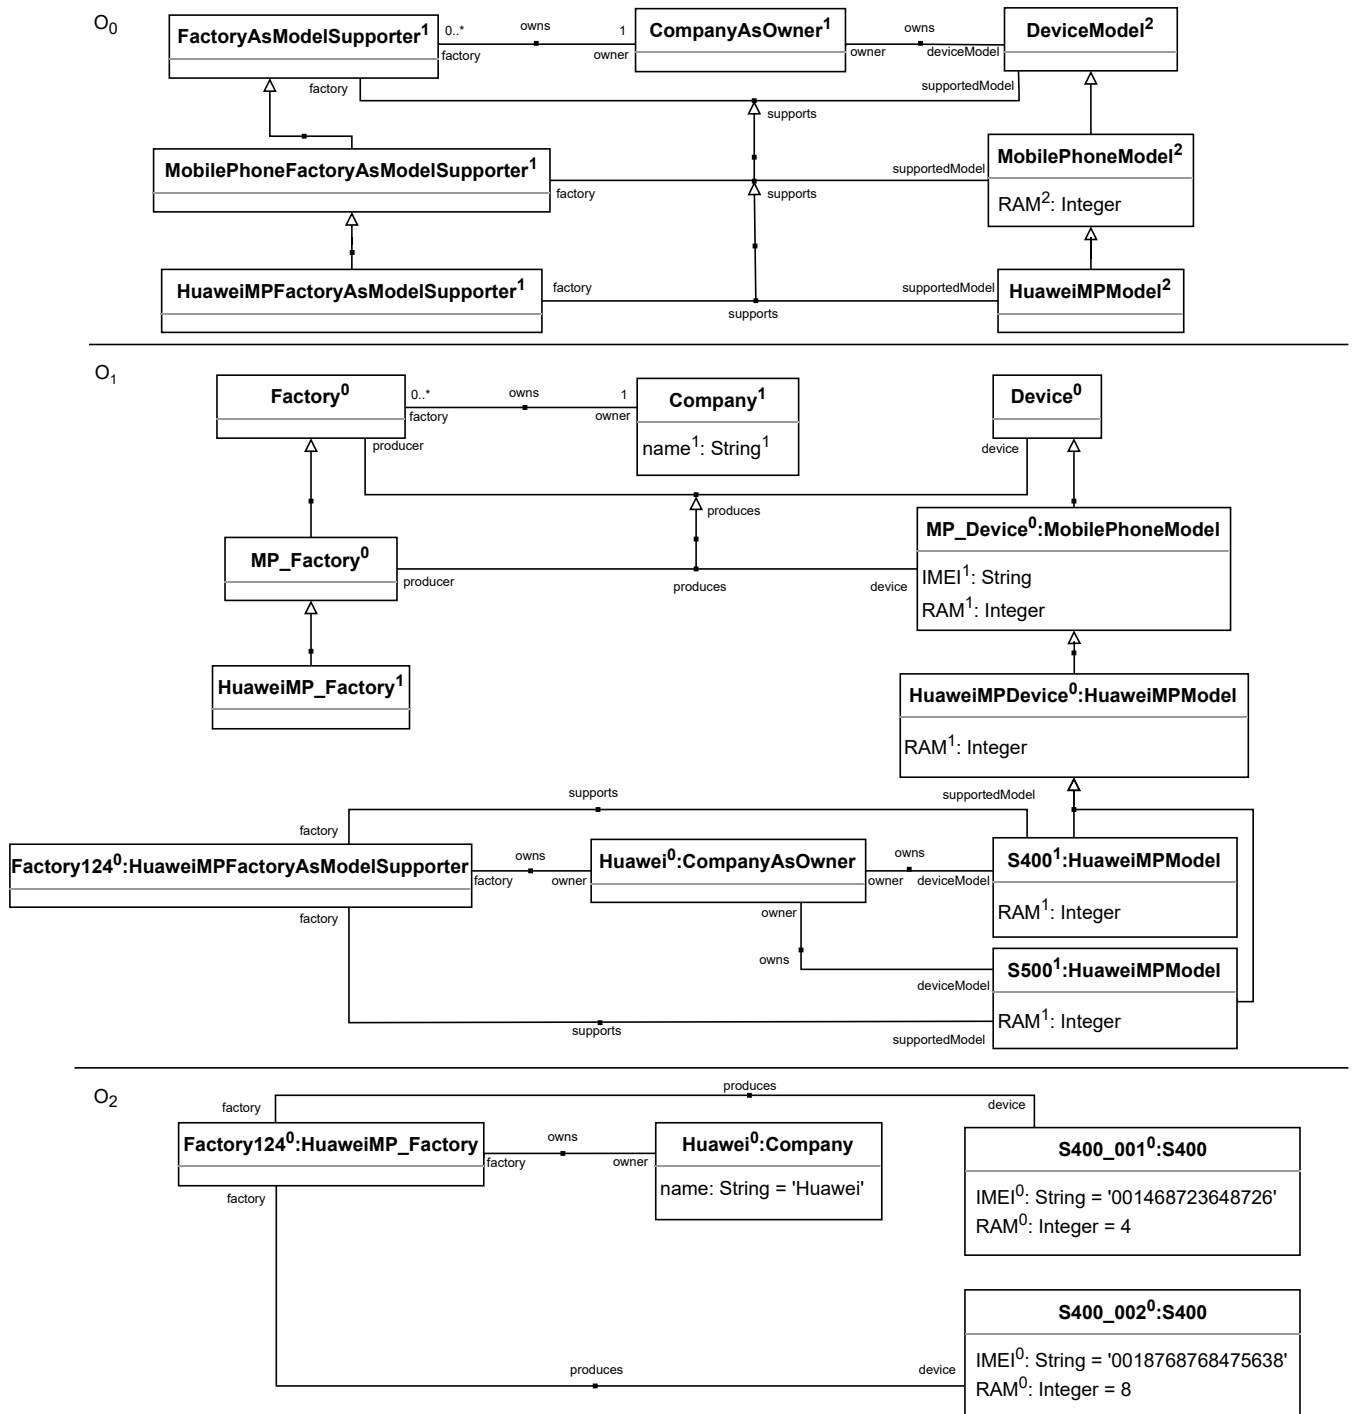 O0
FactoryAsModelSupporter1
0..*
owns
1
factory
owner
CompanyAsOwner1
owns
owner
deviceModel
DeviceModel2
factory
supportedModel
supports
MobilePhoneFactoryAsModelSupporter1
factory
supportedModel
supports
MobilePhoneModel2
RAM2: Integer
HuaweiMPFactoryAsModelSupporter1
factory
supportedModel
supports
HuaweiMPModel2
O1
Factory0
0..*
owns
1
factory
owner
Company1
name1: String1
Device0
producer
device
produces
MP_Factory0
producer
produces
device
MP_Device0:MobilePhoneModel
IMEI1: String
RAM1: Integer
HuaweiMP_Factory1
HuaweiMPDevice0:HuaweiMPModel
RAM1: Integer
supports
supportedModel
factory
Factory1240:HuaweiMPFactoryAsModelSupporter
owns
factory
owner
Huawei0:CompanyAsOwner
owns
owner
deviceModel
S4001:HuaweiMPModel
RAM1: Integer
factory
owner
owns
deviceModel
S5001:HuaweiMPModel
RAM1: Integer
supports
supportedModel
O2
produces
factory
device
Factory1240:HuaweiMP_Factory
owns
factory
owner
Huawei0:Company
name: String = 'Huawei'
S400_0010:S400
IMEI0: String = '001468723648726'
RAM0: Integer = 4
factory
S400_0020:S400
IMEI0: String = '0018768768475638'
RAM0: Integer = 8
produces
device